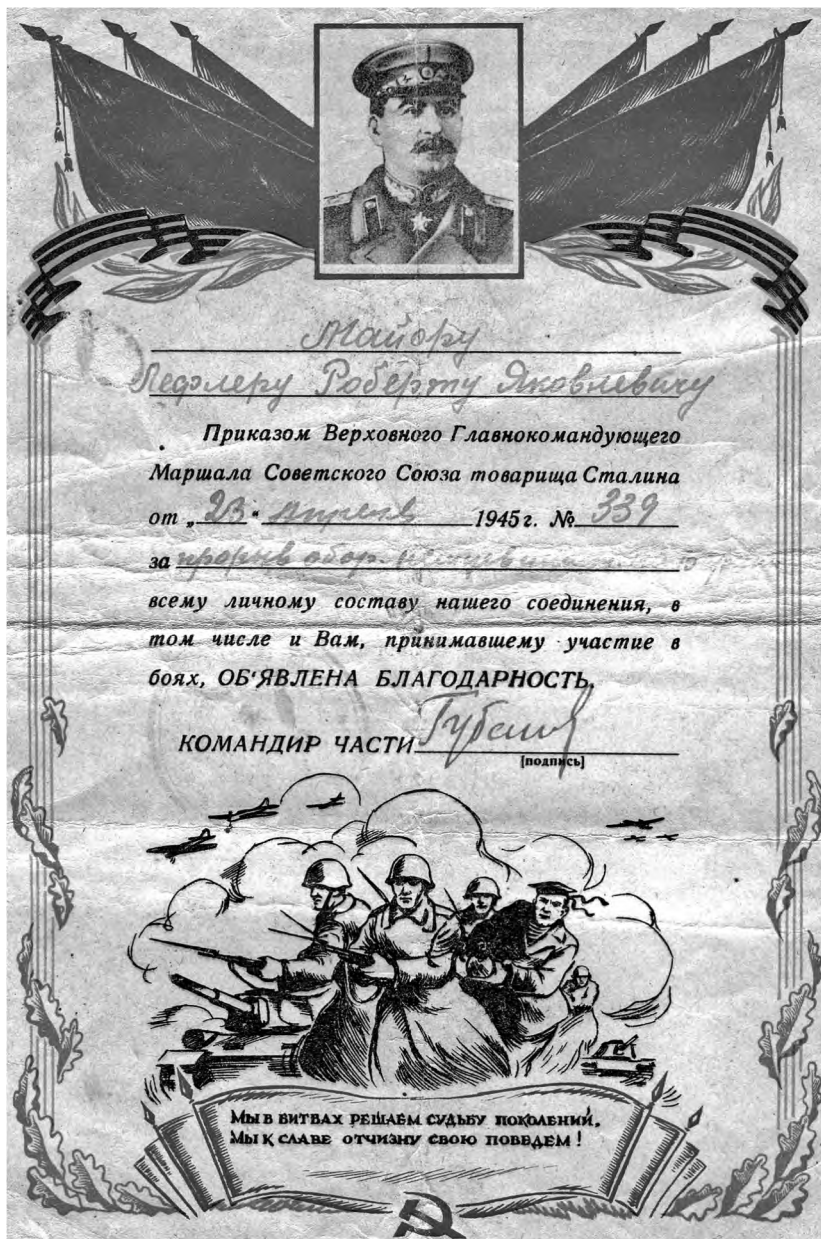 Майору
Лефлеру Роберту Яковлевичу
Приказом Верховного Главнокомандующего
Маршала Советского Союза товарища Сталина
от „23“ апреля 1945 г. № 339
за прорыв обор.
всему личному составу нашего соединения, в
том числе и Вам, принимавшему участие в
боях, ОБ'ЯВЛЕНА БЛАГОДАРНОСТЬ.
КОМАНДИР ЧАСТИ
[подпись]
МЫ В БИТВАХ РЕШАЕМ СУДЬБУ ПОКОЛЕНИЙ,
МЫ К СЛАВЕ ОТЧИЗНУ СВОЮ ПОВЕДЕМ!